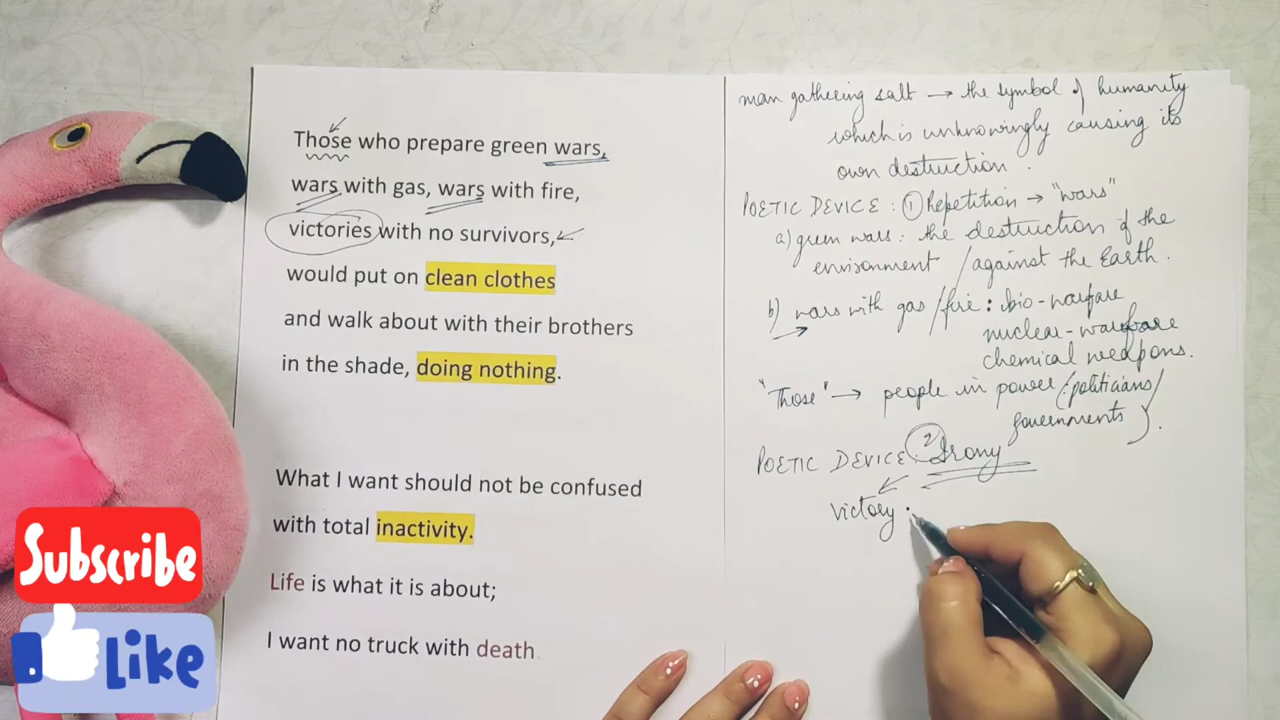 Those who prepare green wars,
wars with gas, wars with fire,
victories with no survivors,
would put on clean clothes
and walk about with their brothers
in the shade, doing nothing.
What I want should not be confused
with total inactivity.
Life is what it is about;
I want no truck with death
man gathering salt → the symbol of humanity
which is unknowingly causing its
own destruction.
POETIC DEVICE: 1 Repetition → "wars"
a) green wars: the destruction of the
environment / against the Earth.
b) wars with gas/fire: bio-warfare
nuclear-warfare
chemical weapons.
"Those" → people in power (politicians/
governments).
POETIC DEVICE: 2 Irony
victory:
Subscribe
Like